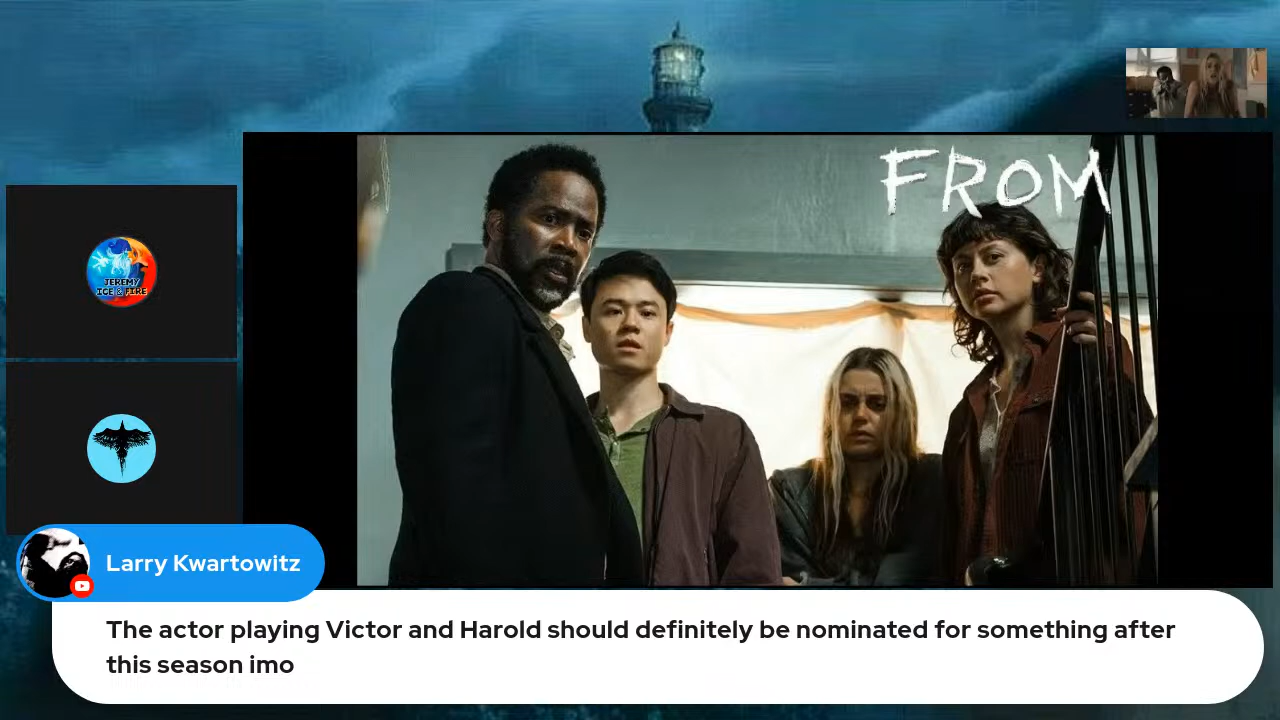 FROM
JEREMY
ICE & FIRE
Larry Kwartowitz
The actor playing Victor and Harold should definitely be nominated for something after
this season imo